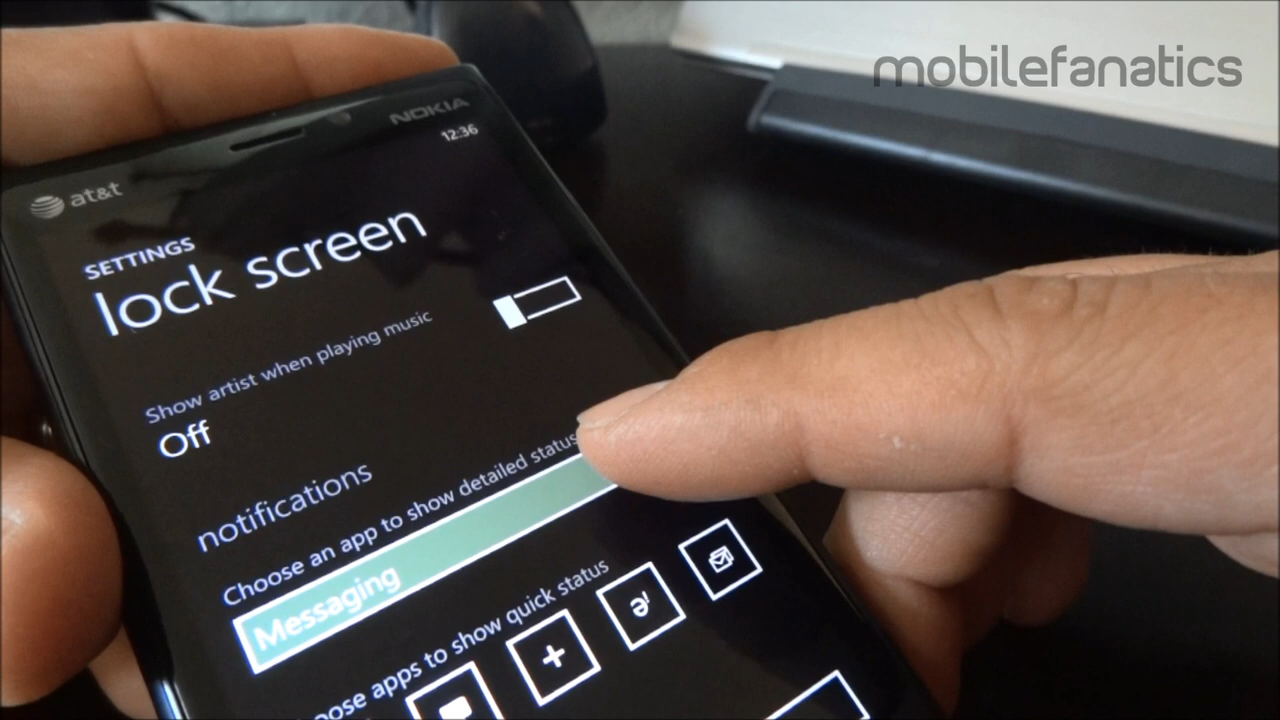 mobilefanatics
NOKIA
12:36
at&t
SETTINGS
lock screen
Show artist when playing music
Off
notifications
Choose an app to show detailed status
Messaging
apps to show quick status